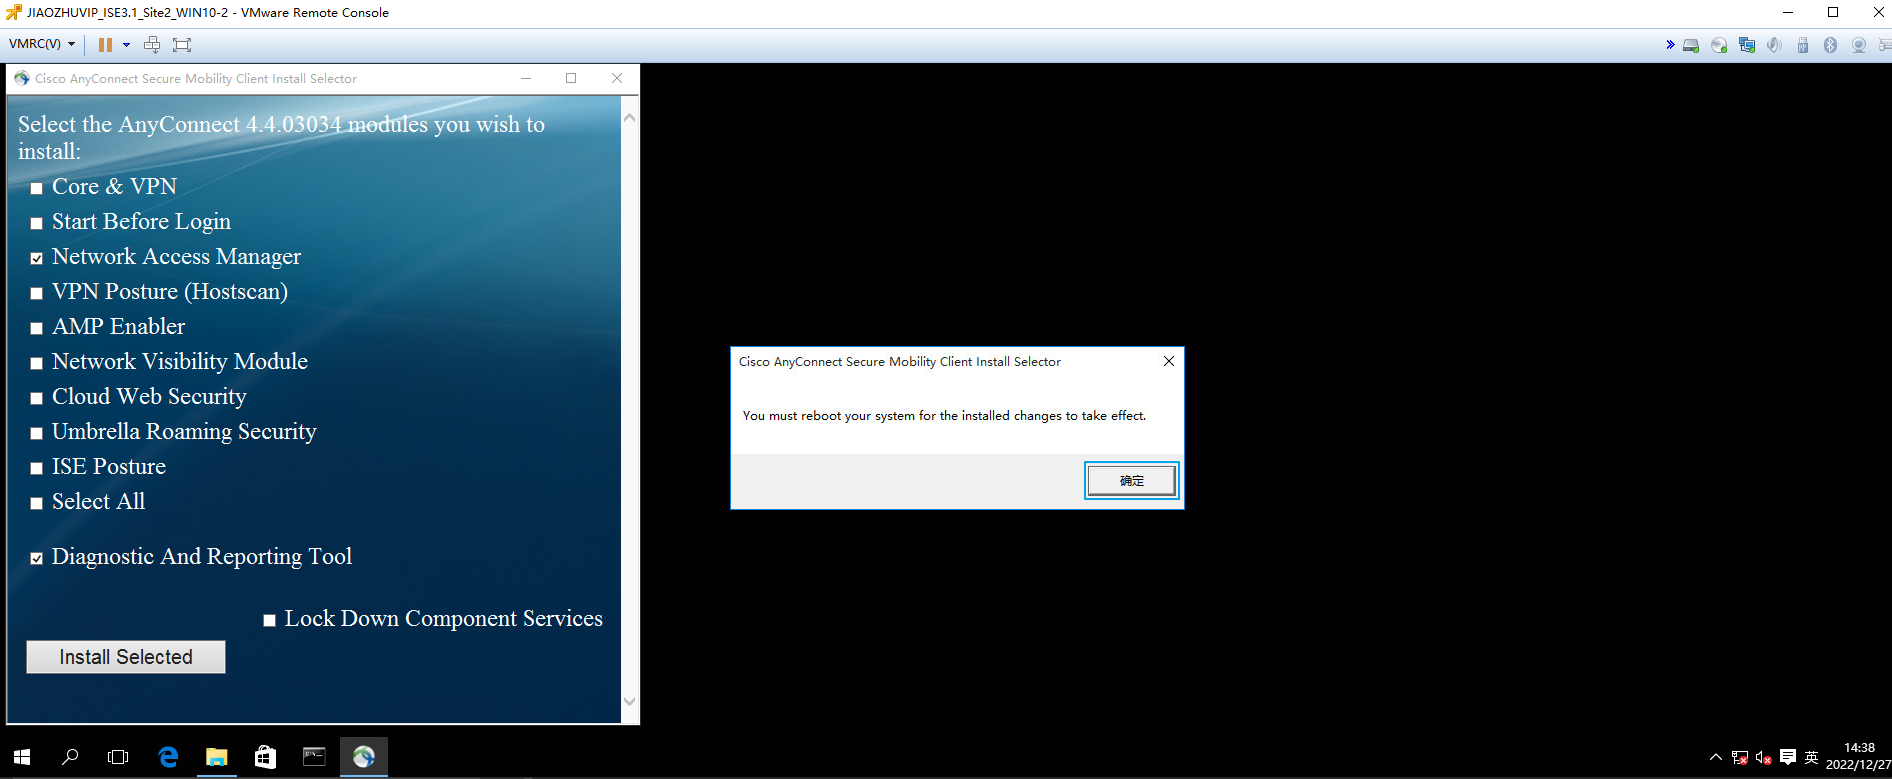 JIAOZHUVIP_ISE3.1_Site2_WIN10-2 - VMware Remote Console
VMRC(V)
Cisco AnyConnect Secure Mobility Client Install Selector
Select the AnyConnect 4.4.03034 modules you wish to
install:
Core & VPN
Start Before Login
Network Access Manager
VPN Posture (Hostscan)
AMP Enabler
Network Visibility Module
Cloud Web Security
Umbrella Roaming Security
ISE Posture
Select All
Diagnostic And Reporting Tool
Lock Down Component Services
Install Selected
Cisco AnyConnect Secure Mobility Client Install Selector
You must reboot your system for the installed changes to take effect.
确定
英
14:38
2022/12/27